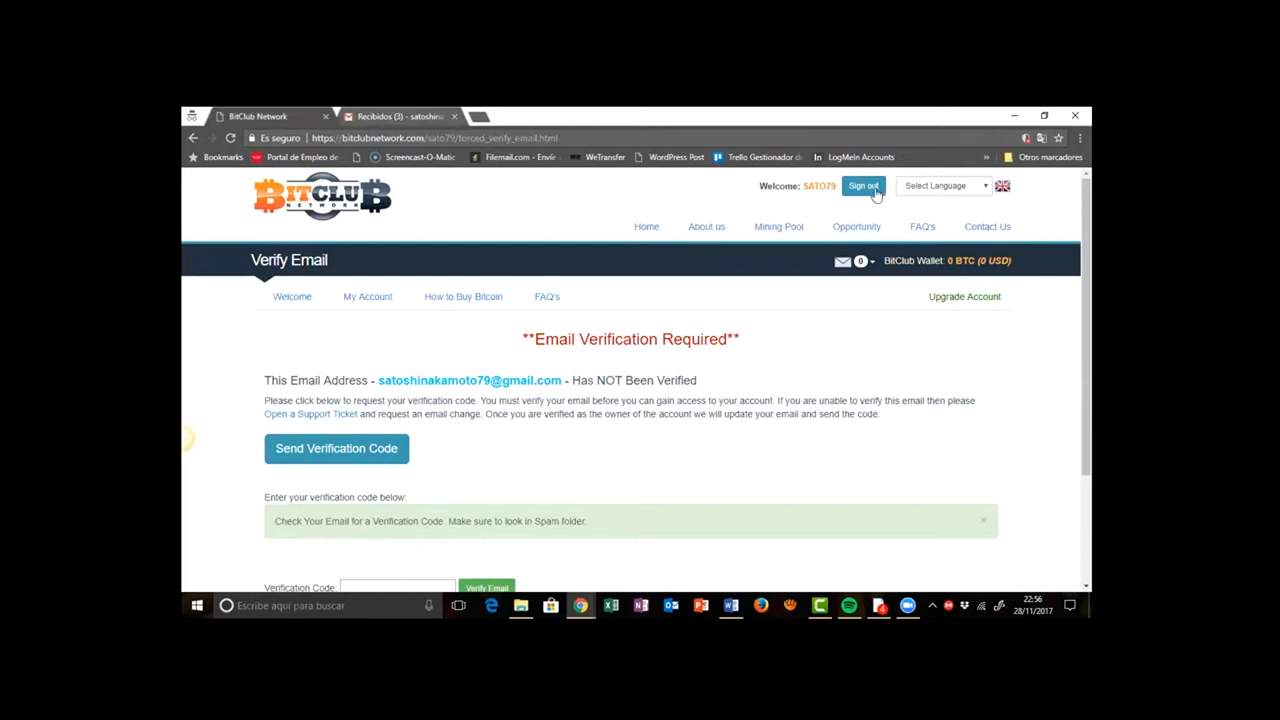 BitClub Network
Recibidos (3) - satoshina
Es seguro
https://bitclubnetwork.com/sato79/forced_verify_email.html
Bookmarks
Portal de Empleo de
Screencast-O-Matic
Filemail.com - Envíe
WeTransfer
WordPress Post
Trello Gestionador de
LogMeIn Accounts
»
Otros marcadores
BITCLUB
NETWORK
Welcome: SATO79
Sign out
Select Language
Home
About us
Mining Pool
Opportunity
FAQ's
Contact Us
Verify Email
0
BitClub Wallet: 0 BTC (0 USD)
Welcome
My Account
How to Buy Bitcoin
FAQ's
Upgrade Account
**Email Verification Required**
This Email Address - satoshinakamoto79@gmail.com - Has NOT Been Verified
Please click below to request your verification code. You must verify your email before you can gain access to your account. If you are unable to verify this email then please
Open a Support Ticket and request an email change. Once you are verified as the owner of the account we will update your email and send the code.
Send Verification Code
Enter your verification code below:
Check Your Email for a Verification Code. Make sure to look in Spam folder.
×
Verification Code:
Verify Email
Escribe aquí para buscar
22:56
28/11/2017